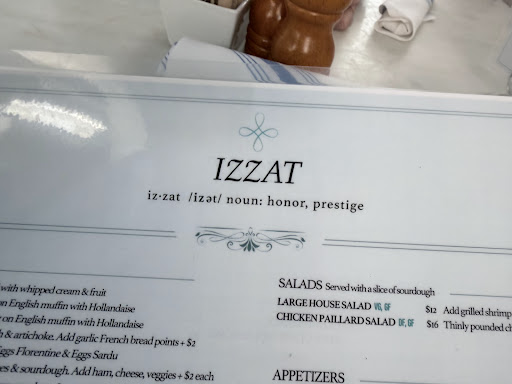 IZZAT
iz·zat /izət/ noun: honor, prestige
with whipped cream & fruit
on English muffin with Hollandaise
on English muffin with Hollandaise
& artichoke. Add garlic French bread points + $2
Eggs Florentine & Eggs Sardu
& sourdough. Add ham, cheese, veggies + $2 each
SALADS Served with a slice of sourdough
LARGE HOUSE SALAD VG, GF $12 Add grilled shrimp
CHICKEN PAILLARD SALAD DF, GF $16 Thinly pounded
APPETIZERS